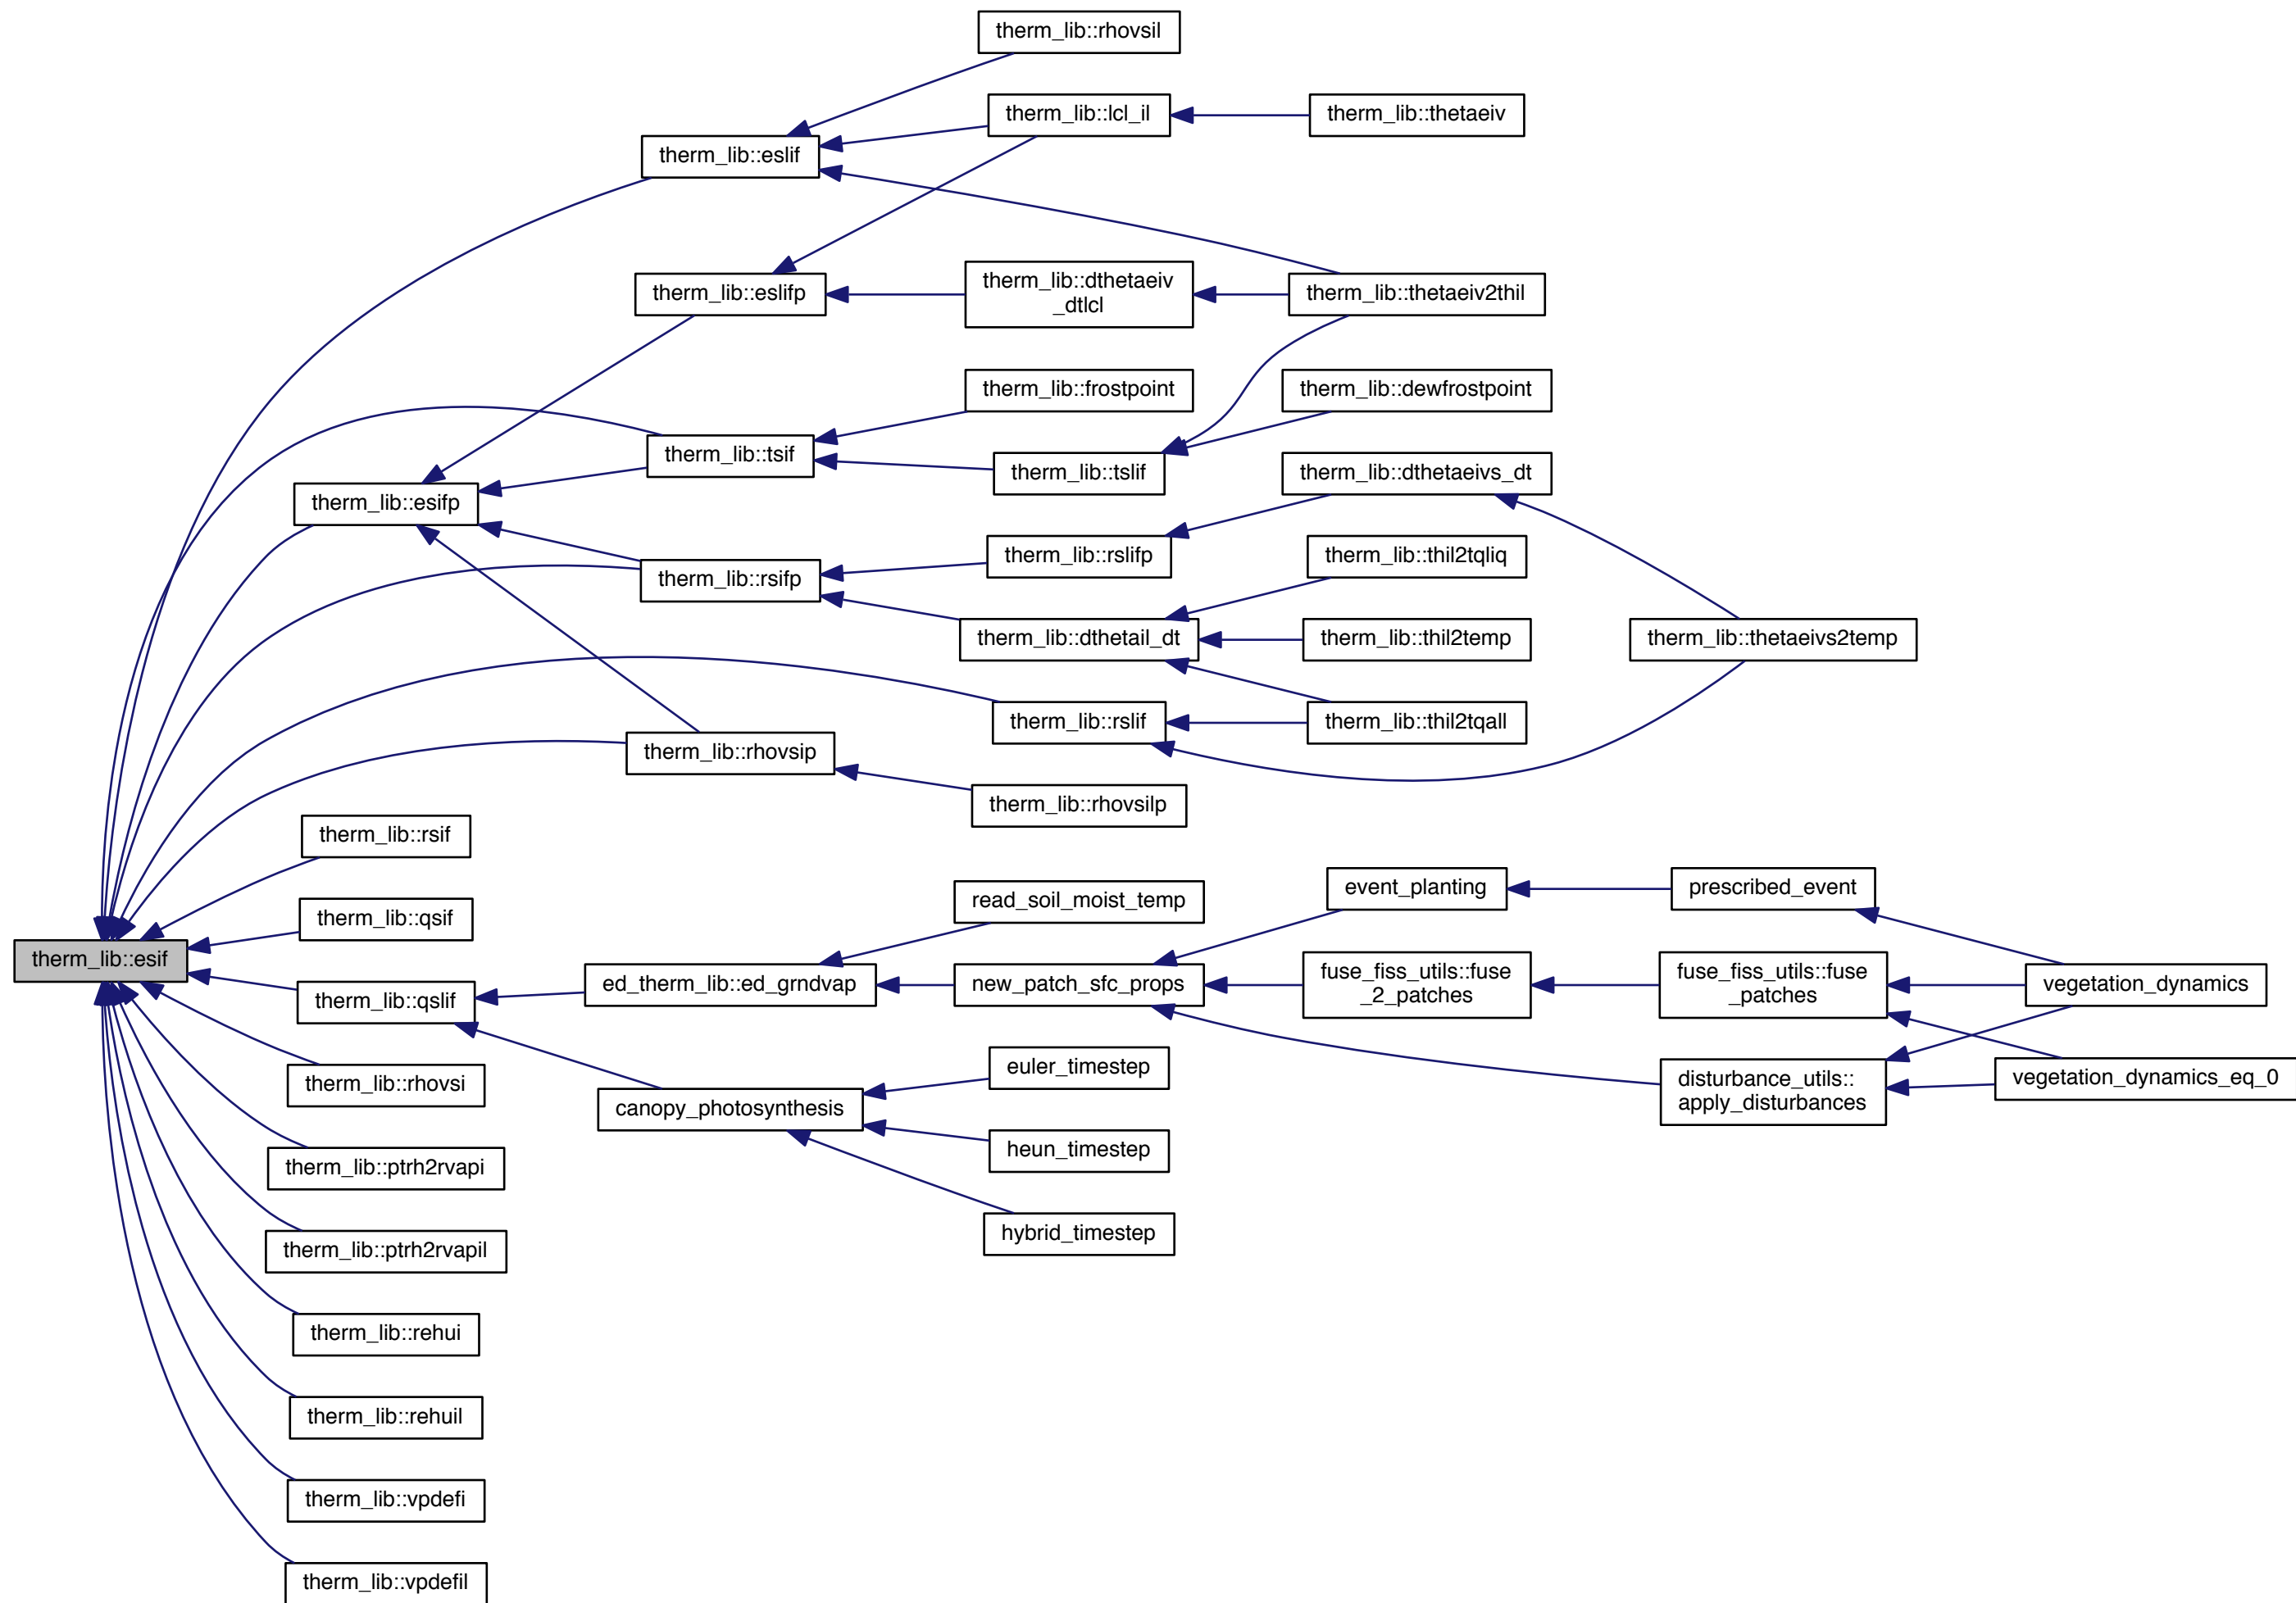 therm_lib::rhovsil
therm_lib::lcl_il
therm_lib::thetaeiv
therm_lib::eslif
therm_lib::eslifp
therm_lib::dthetaeiv
_dtlcl
therm_lib::thetaeiv2thil
therm_lib::frostpoint
therm_lib::dewfrostpoint
therm_lib::tsif
therm_lib::tslif
therm_lib::dthetaeivs_dt
therm_lib::esifp
therm_lib::rslifp
therm_lib::thil2tqliq
therm_lib::rsifp
therm_lib::dthetail_dt
therm_lib::thil2temp
therm_lib::thetaeivs2temp
therm_lib::rslif
therm_lib::thil2tqall
therm_lib::rhovsip
therm_lib::rhovsilp
therm_lib::rsif
therm_lib::qsif
read_soil_moist_temp
event_planting
prescribed_event
therm_lib::esif
therm_lib::qslif
ed_therm_lib::ed_grndvap
new_patch_sfc_props
fuse_fiss_utils::fuse
_2_patches
fuse_fiss_utils::fuse
_patches
vegetation_dynamics
therm_lib::rhovsi
canopy_photosynthesis
euler_timestep
disturbance_utils::
apply_disturbances
vegetation_dynamics_eq_0
heun_timestep
therm_lib::ptrh2rvapi
hybrid_timestep
therm_lib::ptrh2rvapil
therm_lib::rehui
therm_lib::rehuil
therm_lib::vpdefi
therm_lib::vpdefil